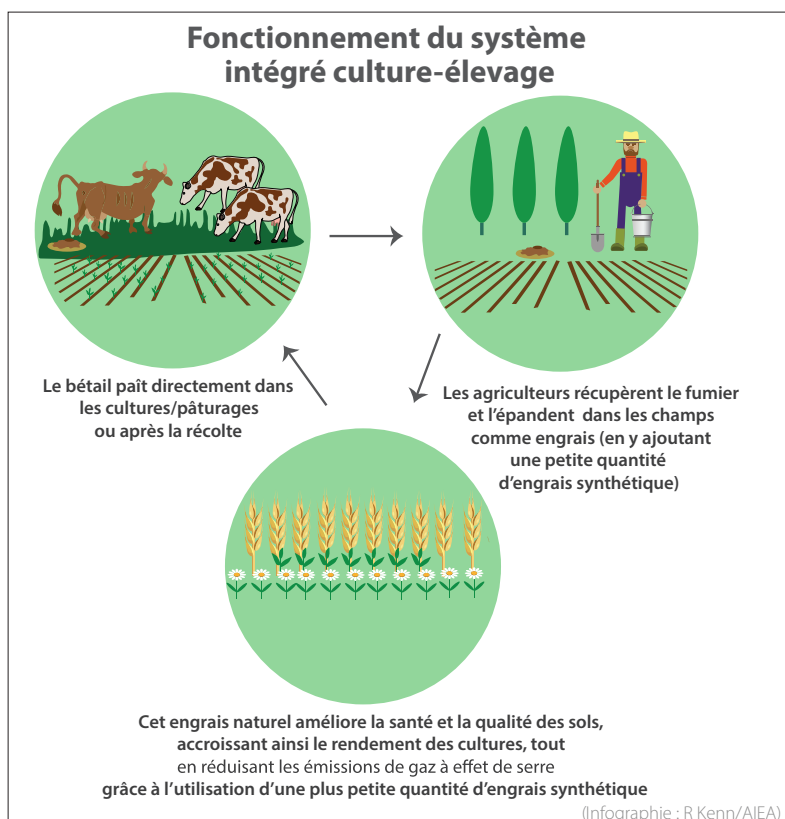 Fonctionnement du système
intégré culture-élevage
Le bétail paît directement dans
les cultures/pâturages
ou après la récolte
Les agriculteurs récupèrent le fumier
et l'épandent dans les champs
comme engrais (en y ajoutant
une petite quantité
d'engrais synthétique)
Cet engrais naturel améliore la santé et la qualité des sols,
accroissant ainsi le rendement des cultures, tout
en réduisant les émissions de gaz à effet de serre
grâce à l'utilisation d'une plus petite quantité d'engrais synthétique
(Infographie : R Kenn/AIEA)